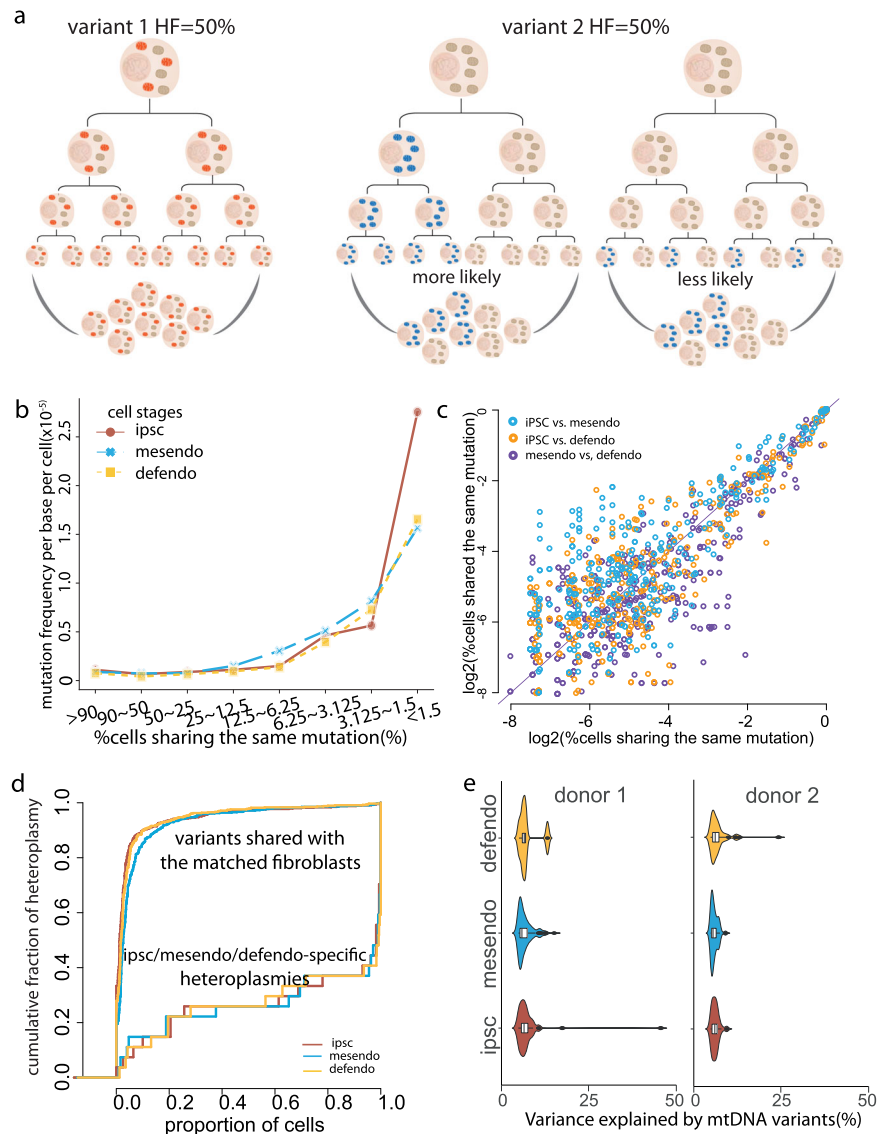 a
variant 1 HF=50%
variant 2 HF=50%
more likely
less likely
b
cell stages
ipsc
mesendo
defendo
mutation frequency per base per cell(x10⁻⁵)
2.5
2.0
1.5
1.0
0.5
0
>90
90~50
50~25
25~12.5
12.5~6.25
6.25~3.125
3.125~1.5
<1.5
%cells sharing the same mutation(%)
c
iPSC vs. mesendo
iPSC vs. defendo
mesendo vs, defendo
log2(%cells shared the same mutation)
0
-2
-4
-6
-8
-8
-6
-4
-2
0
log2(%cells sharing the same mutation)
d
cumulative fraction of heteroplasmy
1.0
0.8
0.6
0.4
0.2
0.0
variants shared with
the matched fibroblasts
ipsc/mesendo/defendo-specific
heteroplasmies
ipsc
mesendo
defendo
0.0
0.2
0.4
0.6
0.8
1.0
proportion of cells
e
donor 1
donor 2
defendo
mesendo
ipsc
0
25
50
0
25
50
Variance explained by mtDNA variants(%)